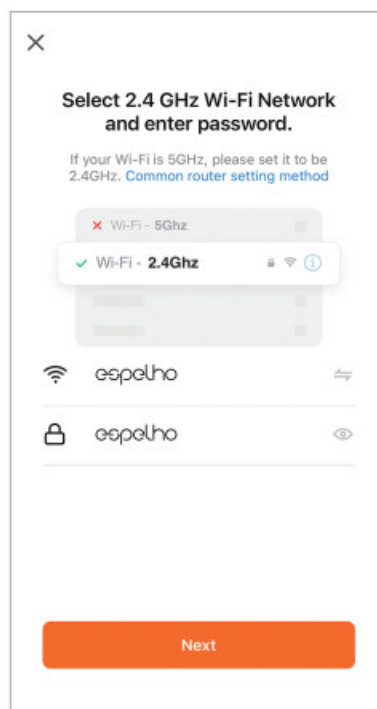 Select 2.4 GHz Wi-Fi Network
and enter password.
If your Wi-Fi is 5GHz, please set it to be
2.4GHz. Common router setting method
Wi-Fi - 5Ghz
Wi-Fi - 2.4Ghz
espelho
espelho
Next